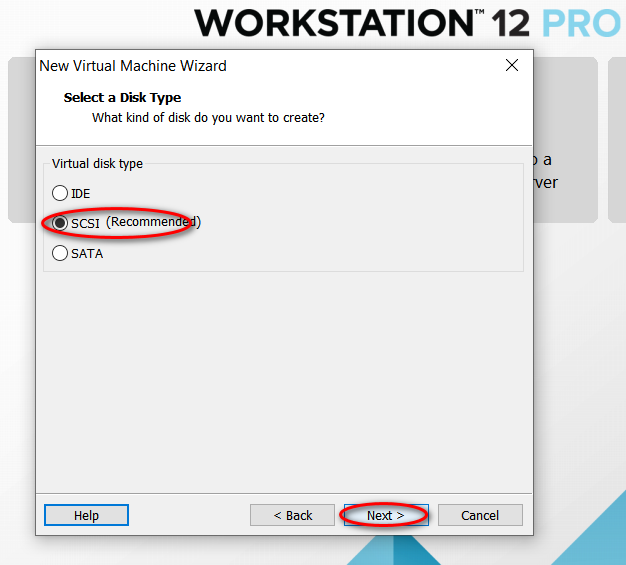 WORKSTATION™ 12 PRO
New Virtual Machine Wizard
Select a Disk Type
What kind of disk do you want to create?
Virtual disk type
IDE
SCSI (Recommended)
SATA
a
Help
< Back
Next >
Cancel